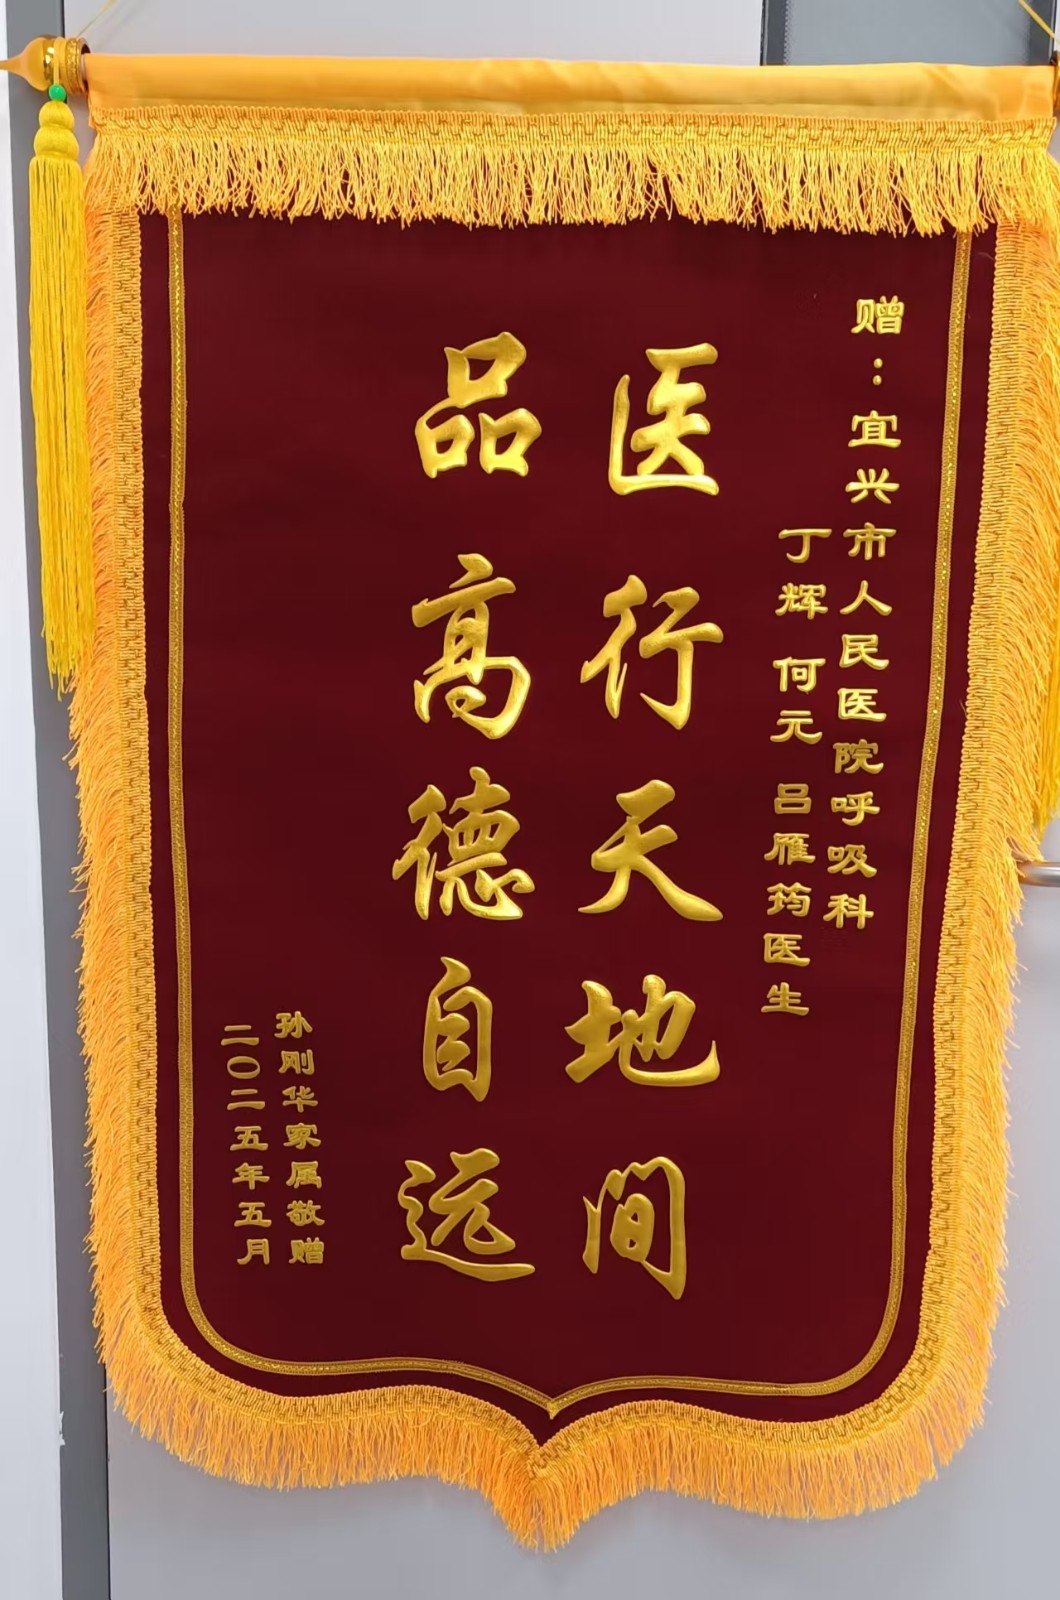 赠：宜兴市人民医院呼吸科
丁辉 何元 吕雁筠医生
医行天地间
品高德自远
孙刚华家属敬赠
二〇二五年五月